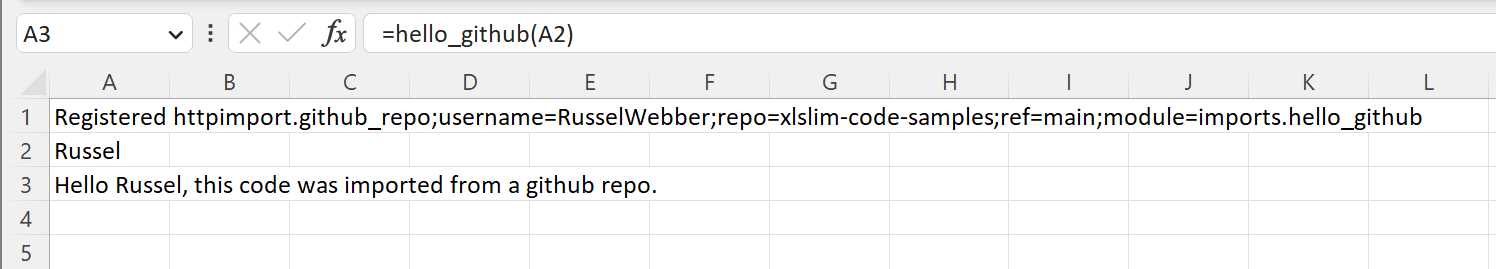 A3 fx =hello_github(A2)
A B C D E F G H I J K L
1 Registered httpimport.github_repo;username=RusselWebber;repo=xlslim-code-samples;ref=main;module=imports.hello_github
2 Russel
3 Hello Russel, this code was imported from a github repo.
4
5